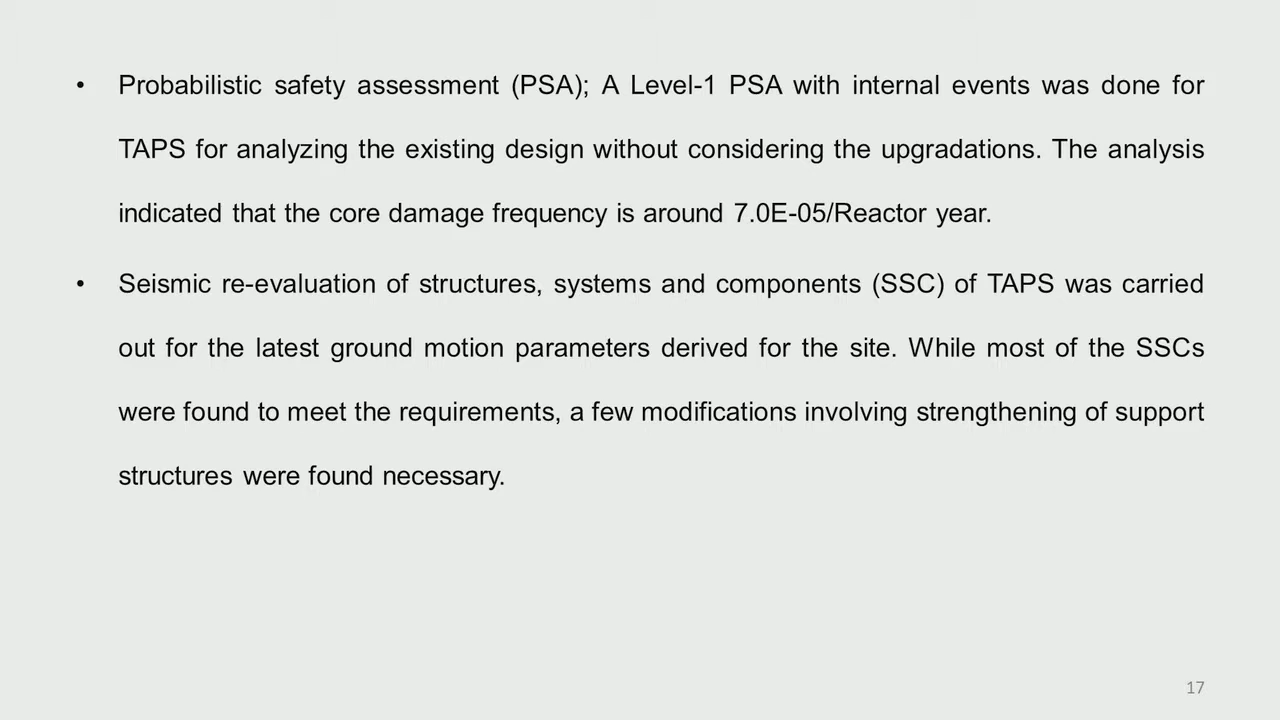 • Probabilistic safety assessment (PSA); A Level-1 PSA with internal events was done for
TAPS for analyzing the existing design without considering the upgradations. The analysis
indicated that the core damage frequency is around 7.0E-05/Reactor year.
• Seismic re-evaluation of structures, systems and components (SSC) of TAPS was carried
out for the latest ground motion parameters derived for the site. While most of the SSCs
were found to meet the requirements, a few modifications involving strengthening of support
structures were found necessary.
17